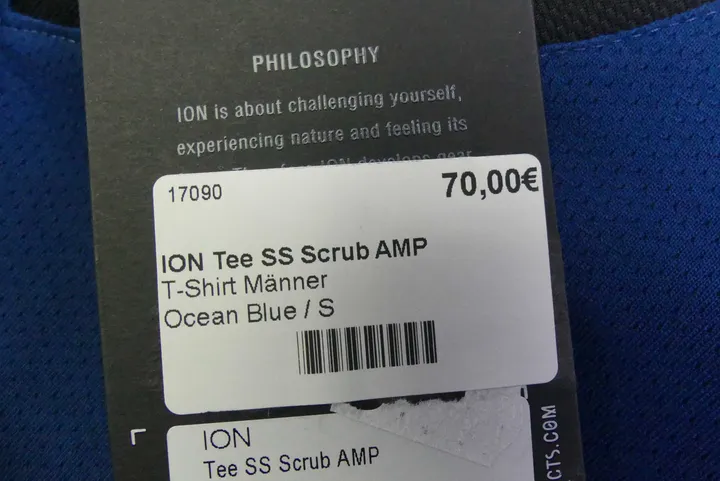 PHILOSOPHY
ION is about challenging yourself,
experiencing nature and feeling its
17090
70,00€
ION Tee SS Scrub AMP
T-Shirt Männer
Ocean Blue / S
ION
Tee SS Scrub AMP
CTS.COM